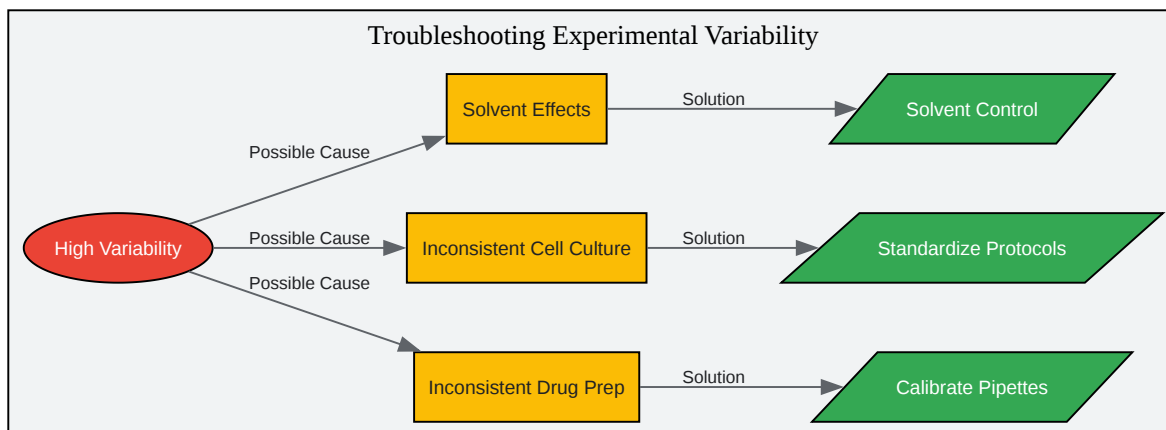 Troubleshooting Experimental Variability
Solvent Effects
Solution
Solvent Control
Possible Cause
High Variability
Possible Cause
Inconsistent Cell Culture
Solution
Standardize Protocols
Possible Cause
Inconsistent Drug Prep
Solution
Calibrate Pipettes